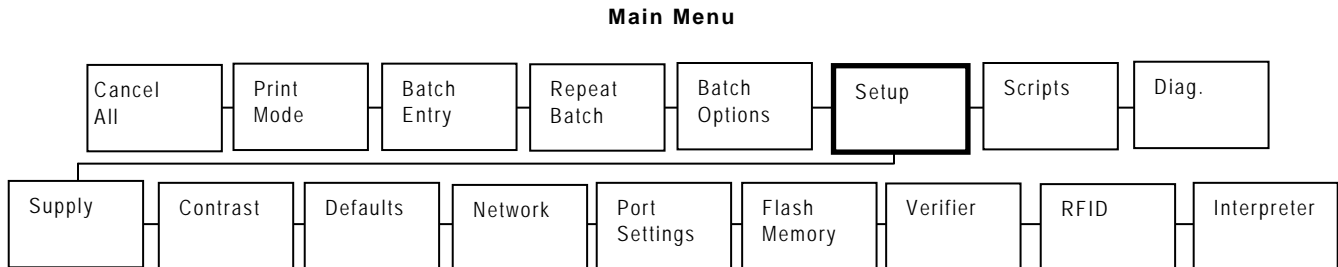 Main Menu
Cancel
All
Print
Mode
Batch
Entry
Repeat
Batch
Batch
Options
Setup
Scripts
Diag.
Supply
Contrast
Defaults
Network
Port
Settings
Flash
Memory
Verifier
RFID
Interpreter